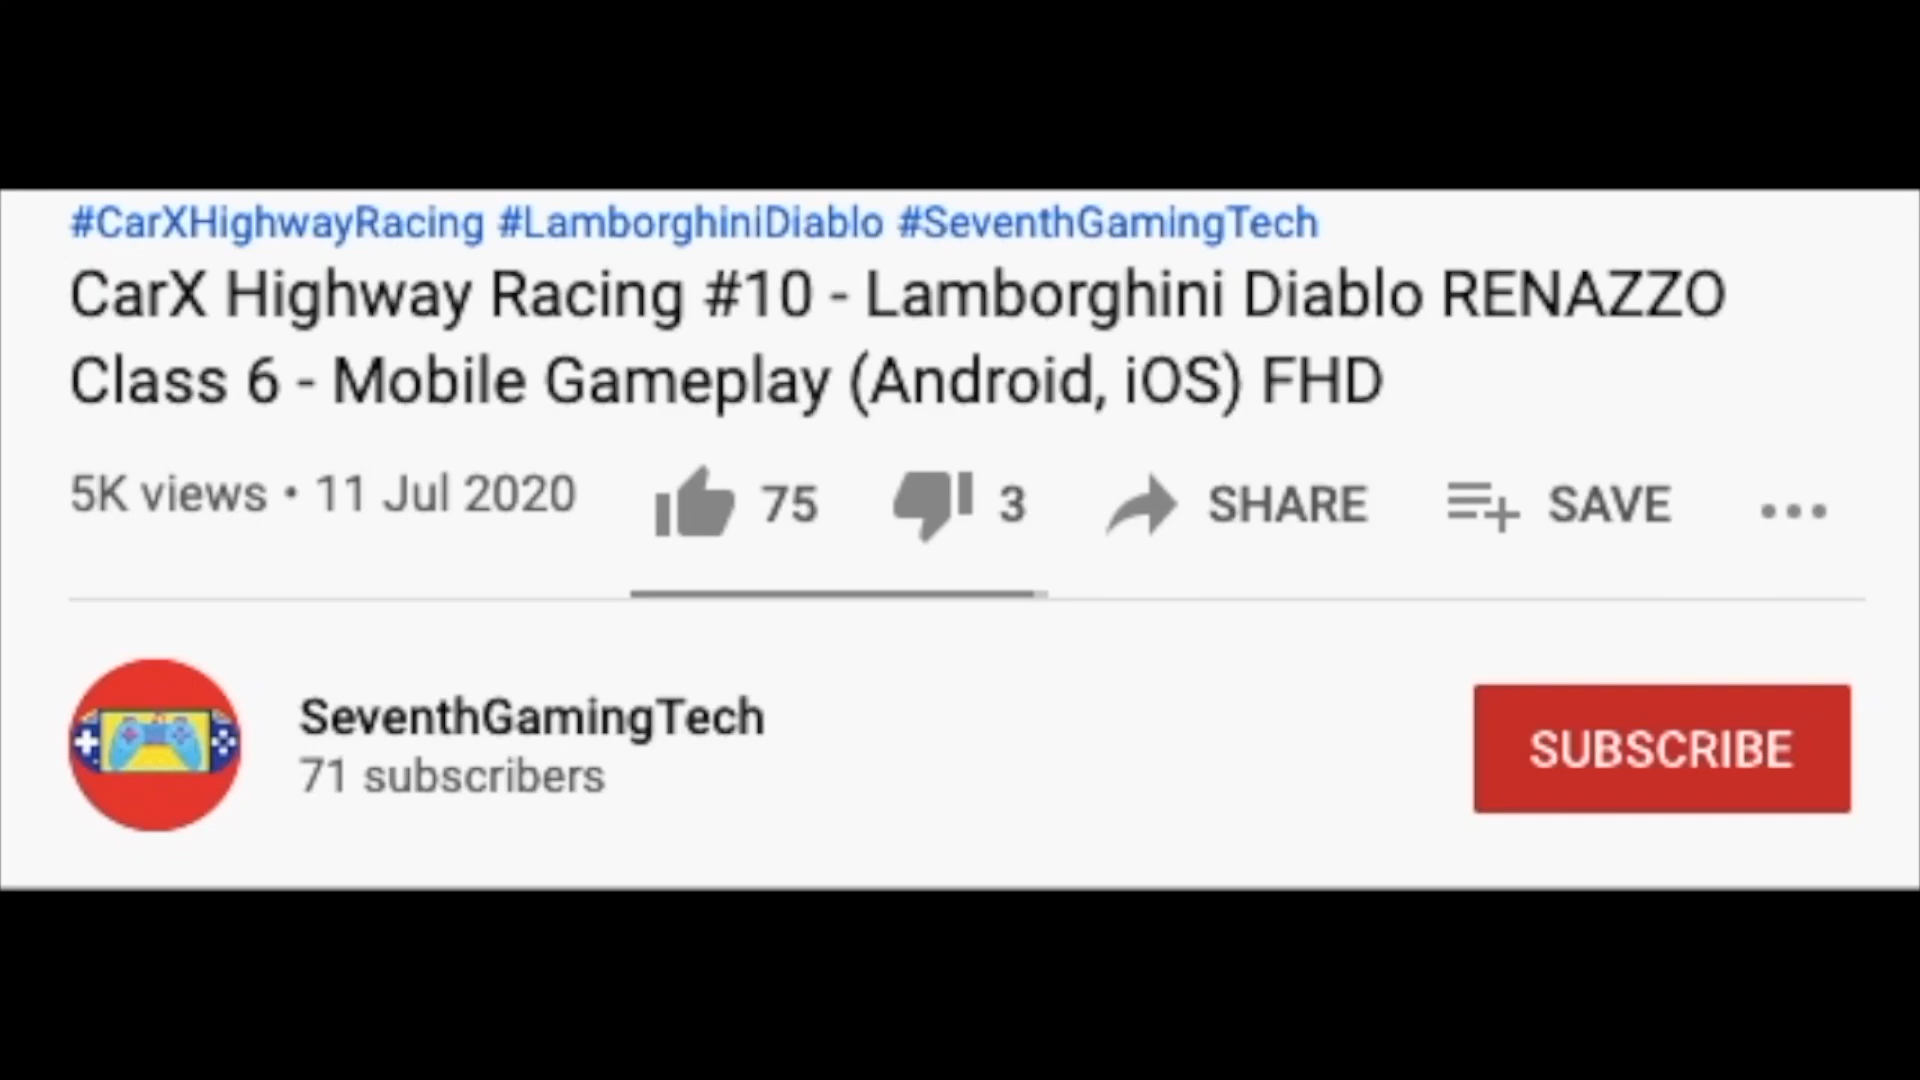 #CarXHighwayRacing #LamborghiniDiablo #SeventhGamingTech
CarX Highway Racing #10 - Lamborghini Diablo RENAZZO
Class 6 - Mobile Gameplay (Android, iOS) FHD
5K views • 11 Jul 2020 75 3 SHARE SAVE ...
SeventhGamingTech
71 subscribers
SUBSCRIBE